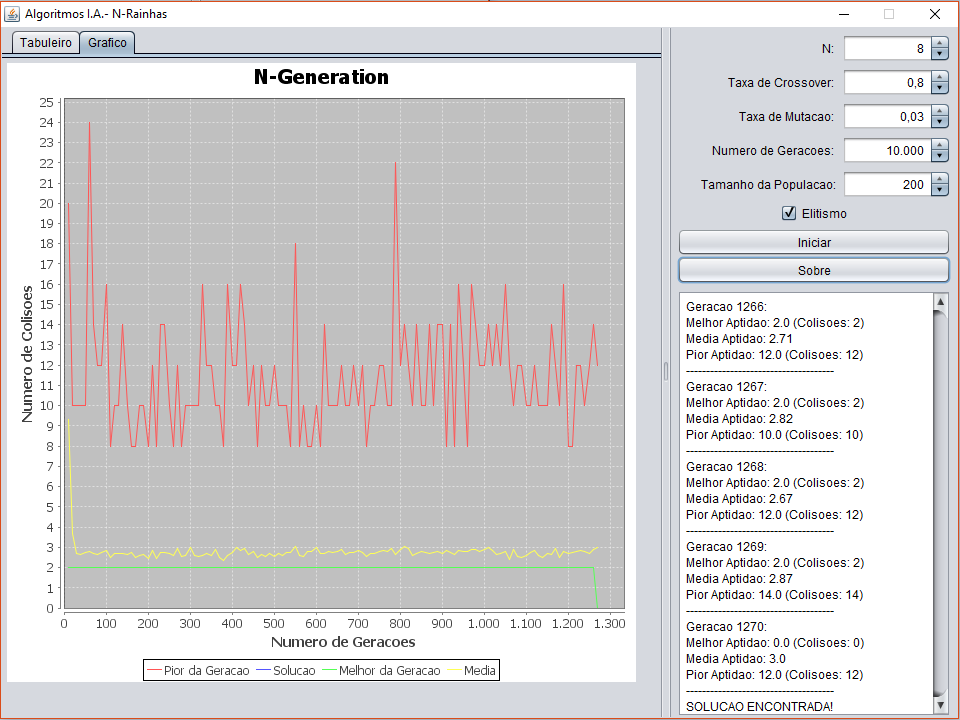 Algoritmos I.A.- N-Rainhas
Tabuleiro
Grafico
N-Generation
Numero de Colisoes
25
24
23
22
21
20
19
18
17
16
15
14
13
12
11
10
9
8
7
6
5
4
3
2
1
0
0 100 200 300 400 500 600 700 800 900 1.000 1.100 1.200 1.300
Numero de Geracoes
Pior da Geracao Solucao Melhor da Geracao Media
N: 8
Taxa de Crossover: 0,8
Taxa de Mutacao: 0,03
Numero de Geracoes: 10.000
Tamanho da Populacao: 200
Elitismo
Iniciar
Sobre
Geracao 1266:
Melhor Aptidao: 2.0 (Colisoes: 2)
Media Aptidao: 2.71
Pior Aptidao: 12.0 (Colisoes: 12)
-------------------------------------
Geracao 1267:
Melhor Aptidao: 2.0 (Colisoes: 2)
Media Aptidao: 2.82
Pior Aptidao: 10.0 (Colisoes: 10)
-------------------------------------
Geracao 1268:
Melhor Aptidao: 2.0 (Colisoes: 2)
Media Aptidao: 2.67
Pior Aptidao: 12.0 (Colisoes: 12)
-------------------------------------
Geracao 1269:
Melhor Aptidao: 2.0 (Colisoes: 2)
Media Aptidao: 2.87
Pior Aptidao: 14.0 (Colisoes: 14)
-------------------------------------
Geracao 1270:
Melhor Aptidao: 0.0 (Colisoes: 0)
Media Aptidao: 3.0
Pior Aptidao: 12.0 (Colisoes: 12)
-------------------------------------
SOLUCAO ENCONTRADA!